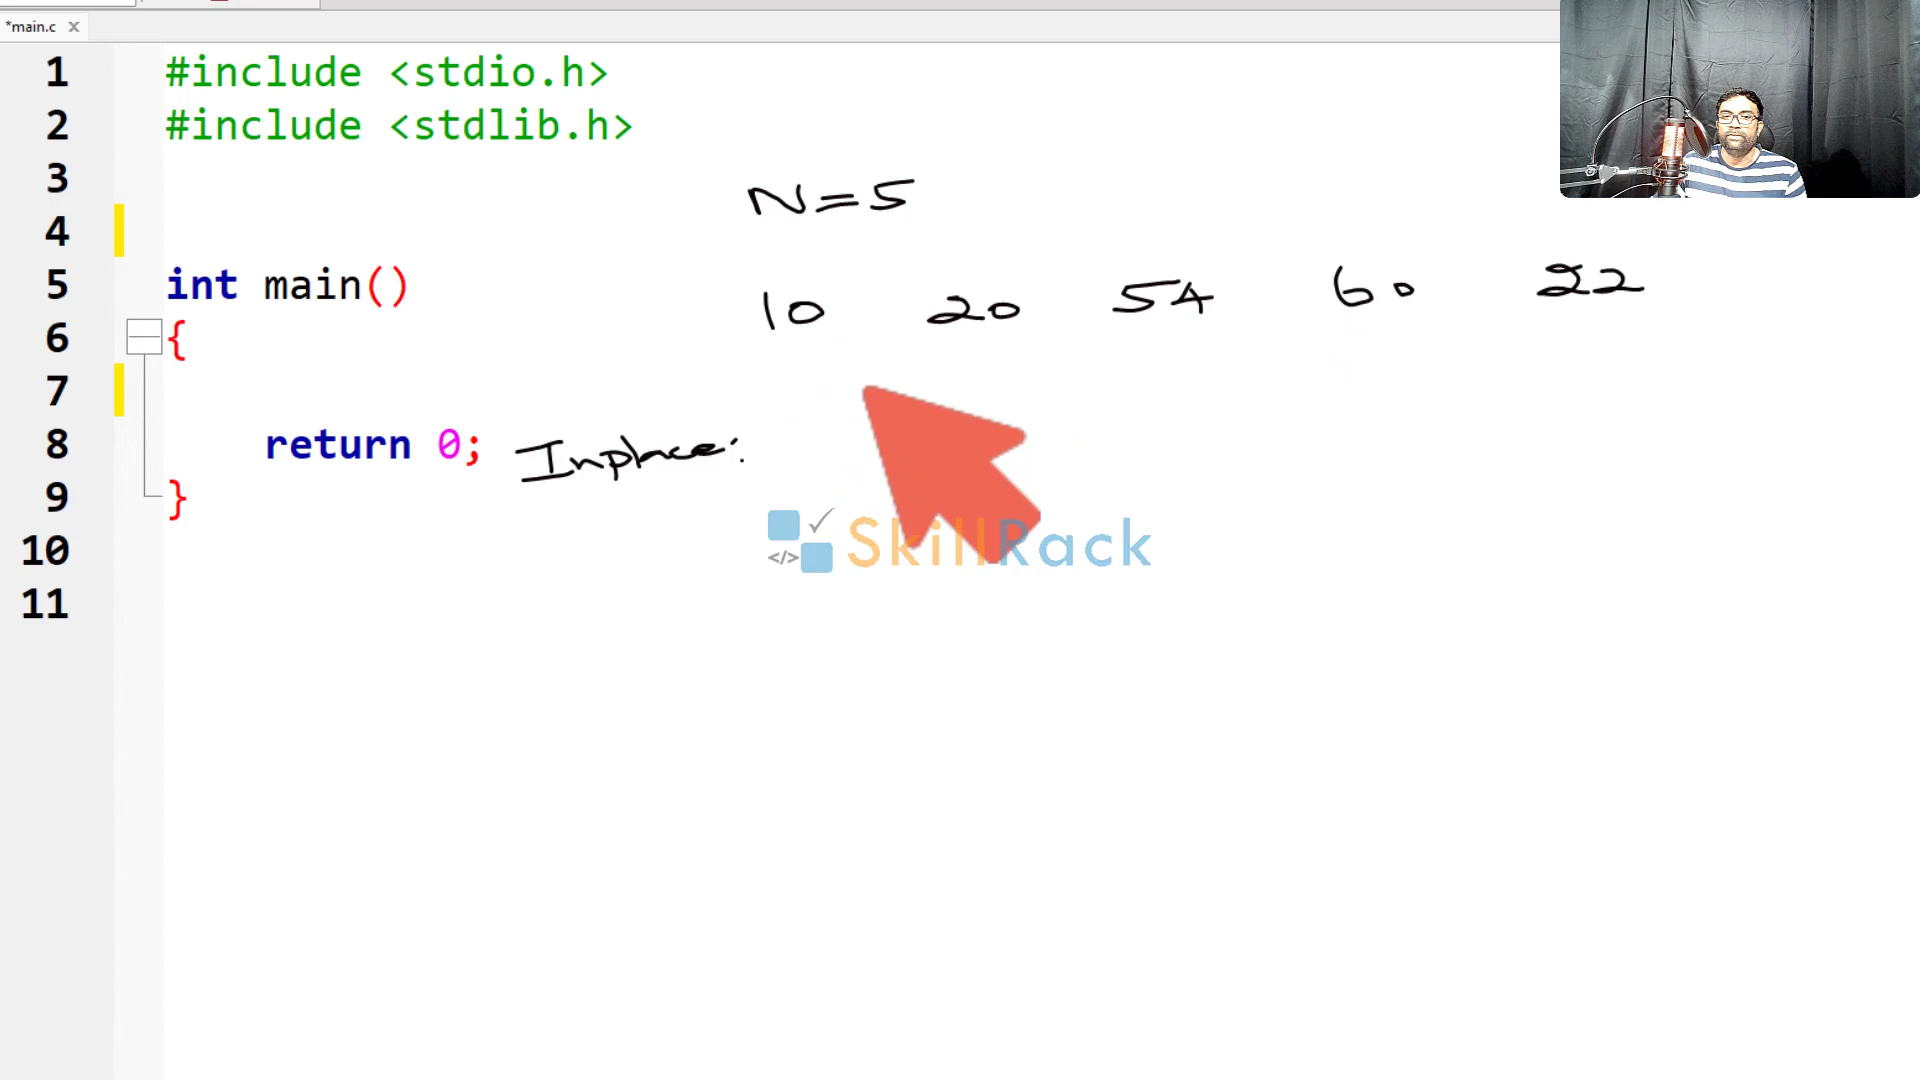 *main.c X
1 #include <stdio.h>
2 #include <stdlib.h>
3
N=5
4
5 int main()
10 20 54 60 22
6 {
7
8 return 0; Inplace:
9 }
</> SkillRack
10
11